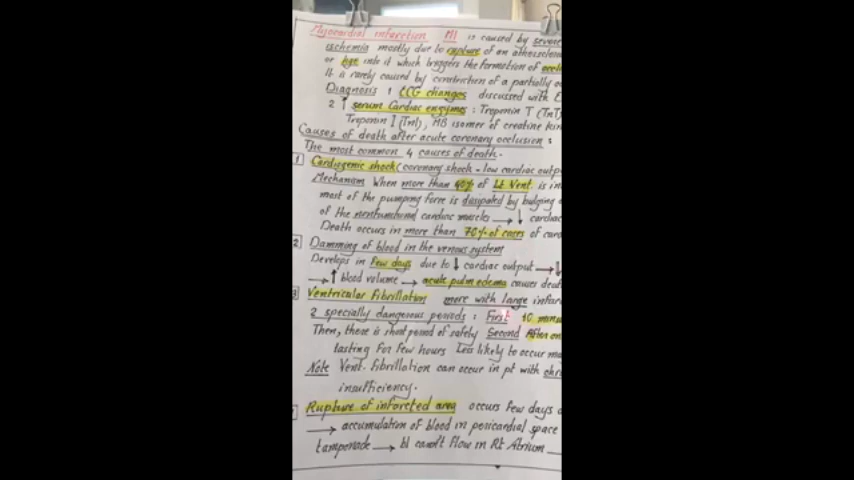 Myocardial infarction MI is caused by severe
ischemia mostly due to rupture of an atheroscler
or hge into it which triggers the formation of occl
It is rarely caused by constriction of a partially o
Diagnosis 1 ECG changes discussed with E
2 ↑ serum Cardiac enzymes : Troponin T (TnT)
Troponin I (TnI), MB isomer of creatine kin
Causes of death after acute coronary occlusion :
The most common 4 causes of death.
1 Cardiogenic shock (coronary shock - low cardiac outp
Mechanism When more than 40% of Lt Vent. is in
most of the pumping force is dissipated by bulging
of the nonfunctional cardiac muscles → ↓ cardiac
Death occurs in more than 70% of cases of car
2 Damming of blood in the venous system
Develops in few days due to ↓ cardiac output → ↓
→ ↑ blood volume → acute pulm edema causes deat
3 Ventricular Fibrillation more with large infar
2 specially dangerous periods : First 10 minu
Then, there is short period of safety Second After on
lasting for few hours Less likely to occur
Note Vent. fibrillation can occur in pt with chr
insufficiency.
Rupture of infarcted area occurs few days
→ accumulation of blood in pericardial space
tamponade → bl can't flow in Rt Atrium